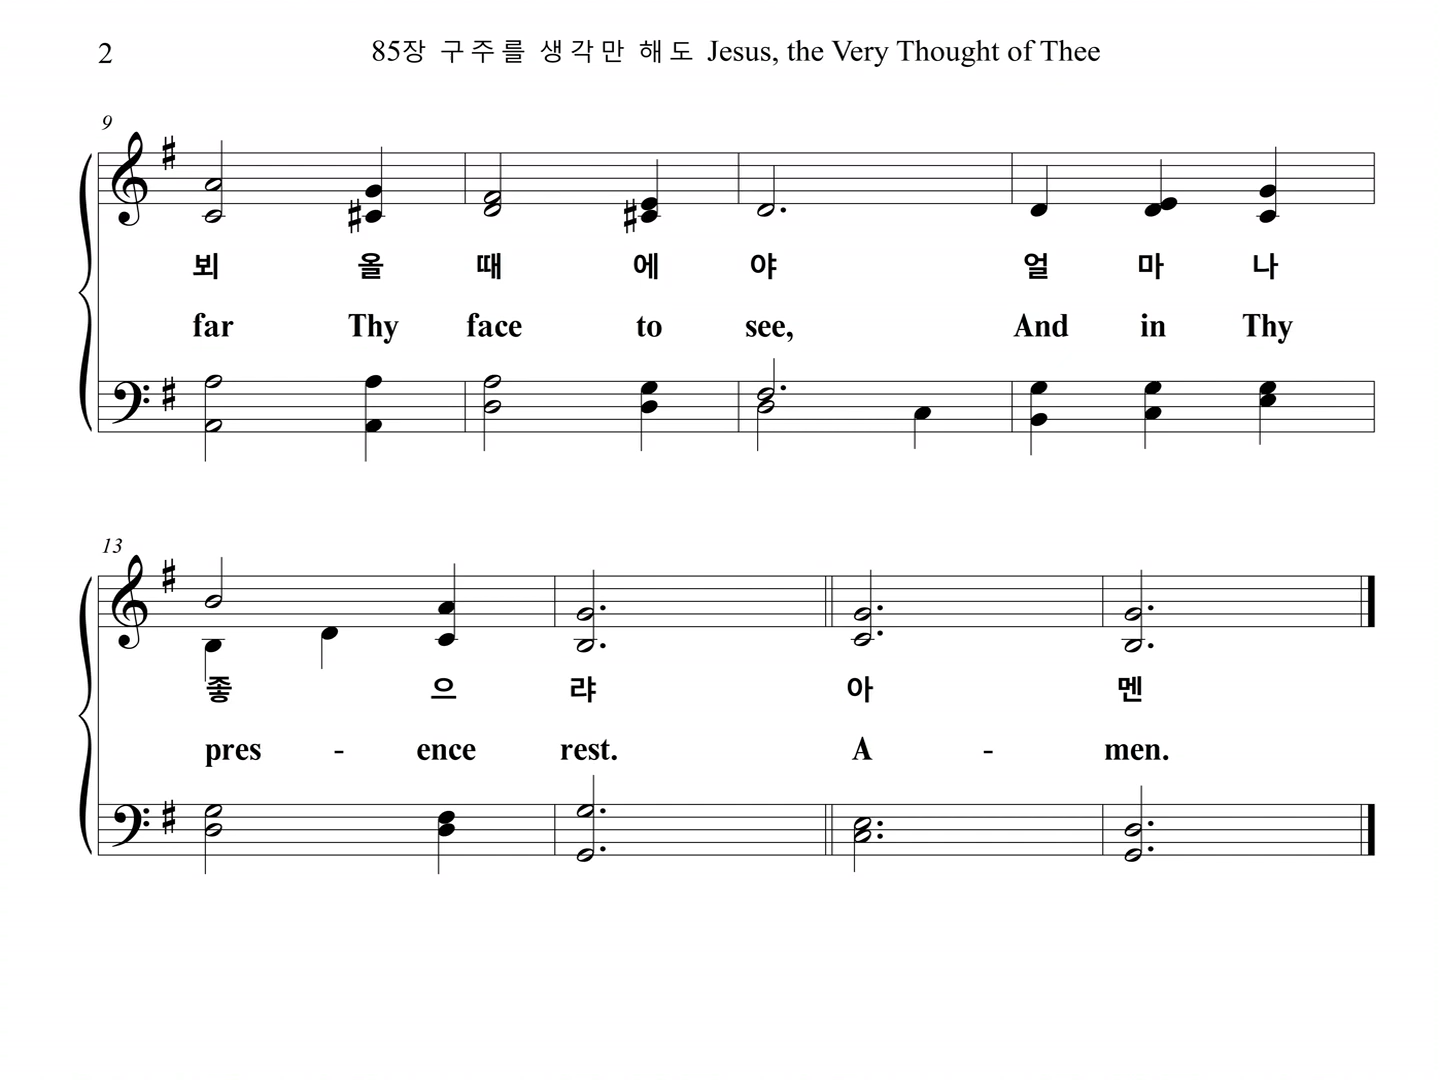 2
85장 구 주 를 생 각 만 해 도 Jesus, the Very Thought of Thee
9
뵈 올 때 에 야 얼 마 나
far Thy face to see, And in Thy
13
좋 으 랴 아 멘
pres - ence rest. A - men.